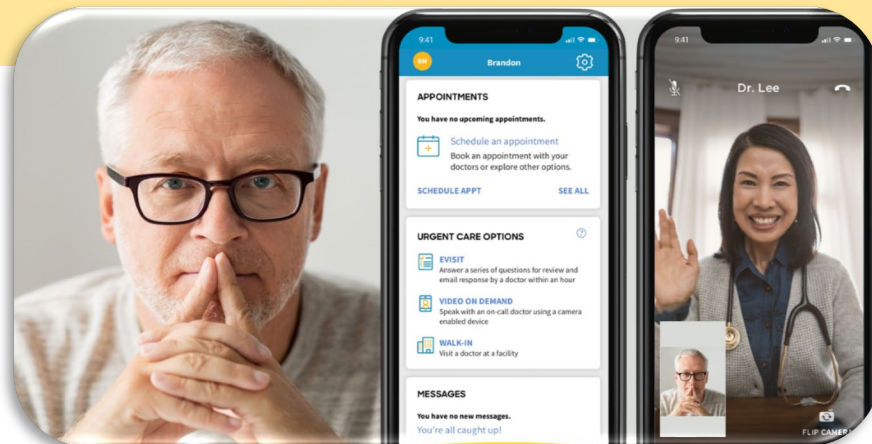 9:41
BH
Brandon
APPOINTMENTS
You have no upcoming appointments.
Schedule an appointment
Book an appointment with your
doctors or explore other options.
SCHEDULE APPT SEE ALL
URGENT CARE OPTIONS
?
EVISIT
Answer a series of questions for review and
email response by a doctor within an hour
VIDEO ON DEMAND
Speak with an on-call doctor using a camera
enabled device
WALK-IN
Visit a doctor at a facility
MESSAGES
You have no new messages.
You're all caught up!
9:41
Dr. Lee
FLIP CAMERA